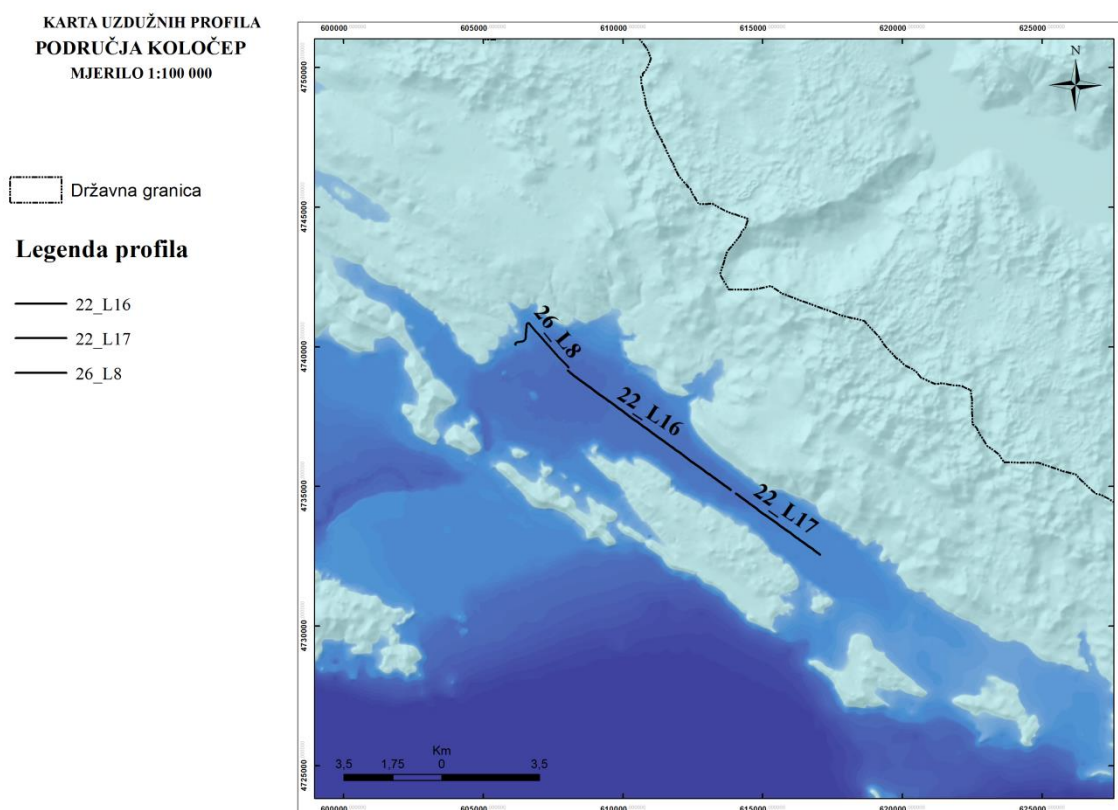 KARTA UZDUŽNIH PROFILA
PODRUČJA KOLOČEP
MJERILO 1:100 000
Državna granica
Legenda profila
22_L16
22_L17
26_L8
600000
605000
610000
615000
620000
625000
N
4750000
4745000
4740000
4735000
4730000
4725000
26_L8
22_L16
22_L17
Km
3,5 1,75 0 3,5
600000
605000
610000
615000
620000
625000